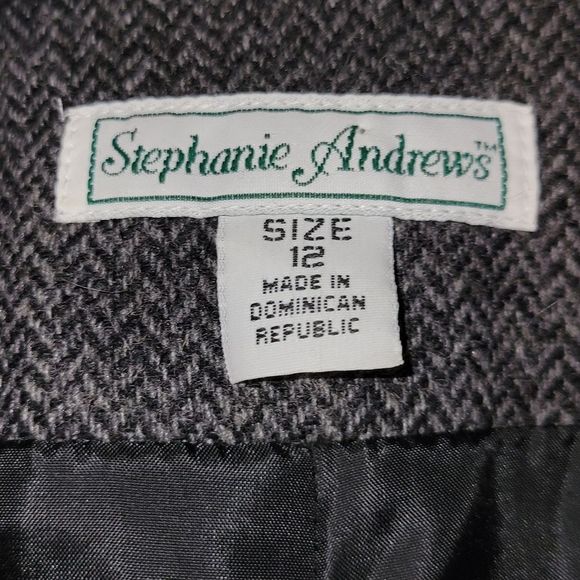 Stephanie Andrews™
SIZE
12
MADE IN
DOMINICAN
REPUBLIC